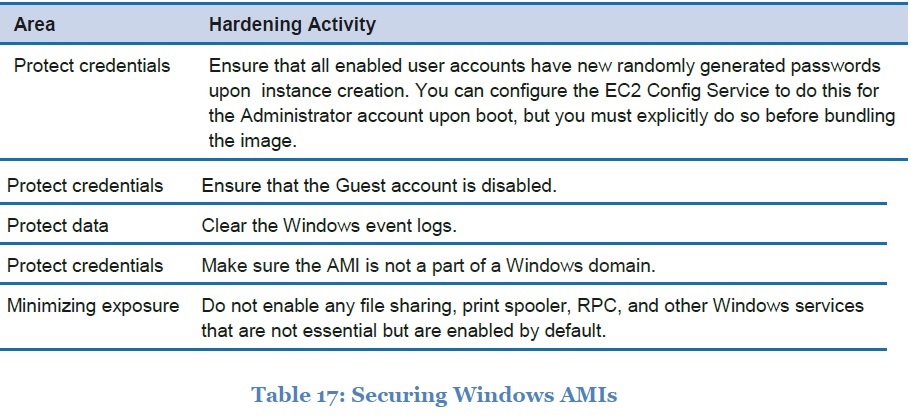 Area Hardening Activity
Protect credentials Ensure that all enabled user accounts have new randomly generated passwords
upon instance creation. You can configure the EC2 Config Service to do this for
the Administrator account upon boot, but you must explicitly do so before bundling
the image.
Protect credentials Ensure that the Guest account is disabled.
Protect data Clear the Windows event logs.
Protect credentials Make sure the AMI is not a part of a Windows domain.
Minimizing exposure Do not enable any file sharing, print spooler, RPC, and other Windows services
that are not essential but are enabled by default.
Table 17: Securing Windows AMIs